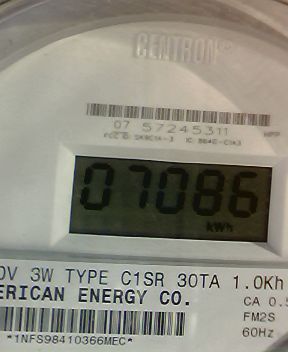 CENTRON®
07 57245311
07086
kWh
0V 3W TYPE C1SR 30TA 1.0Kh
ERICAN ENERGY CO.
CA 0.5
FM2S
60Hz
*1NFS98410366MEC*